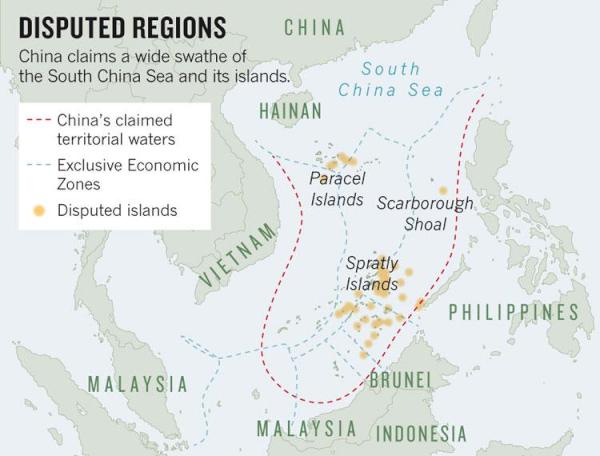 DISPUTED REGIONS
China claims a wide swathe of
the South China Sea and its islands.
China’s claimed
territorial waters
Exclusive Economic
Zones
Disputed islands
CHINA
South
China Sea
HAINAN
Paracel
Islands
Scarborough
Shoal
VIETNAM
Spratly
Islands
PHILIPPINES
MALAYSIA
BRUNEI
MALAYSIA
INDONESIA